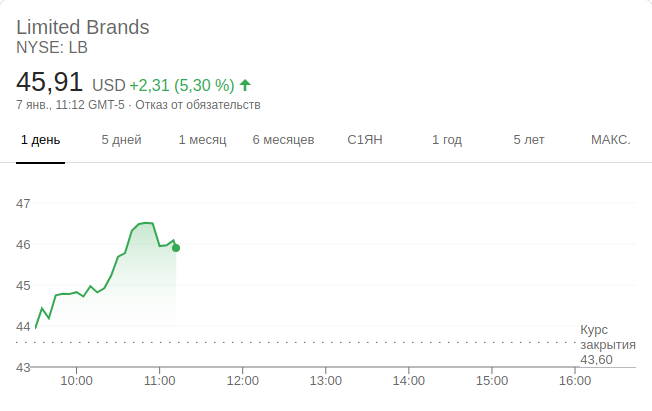 Limited Brands
NYSE: LB
45,91 USD +2,31 (5,30 %)
7 янв., 11:12 GMT-5 · Отказ от обязательств
1 день 5 дней 1 месяц 6 месяцев С1ЯН 1 год 5 лет МАКС.
47
46
45
44
Курс
закрытия
43,60
43
10:00 11:00 12:00 13:00 14:00 15:00 16:00